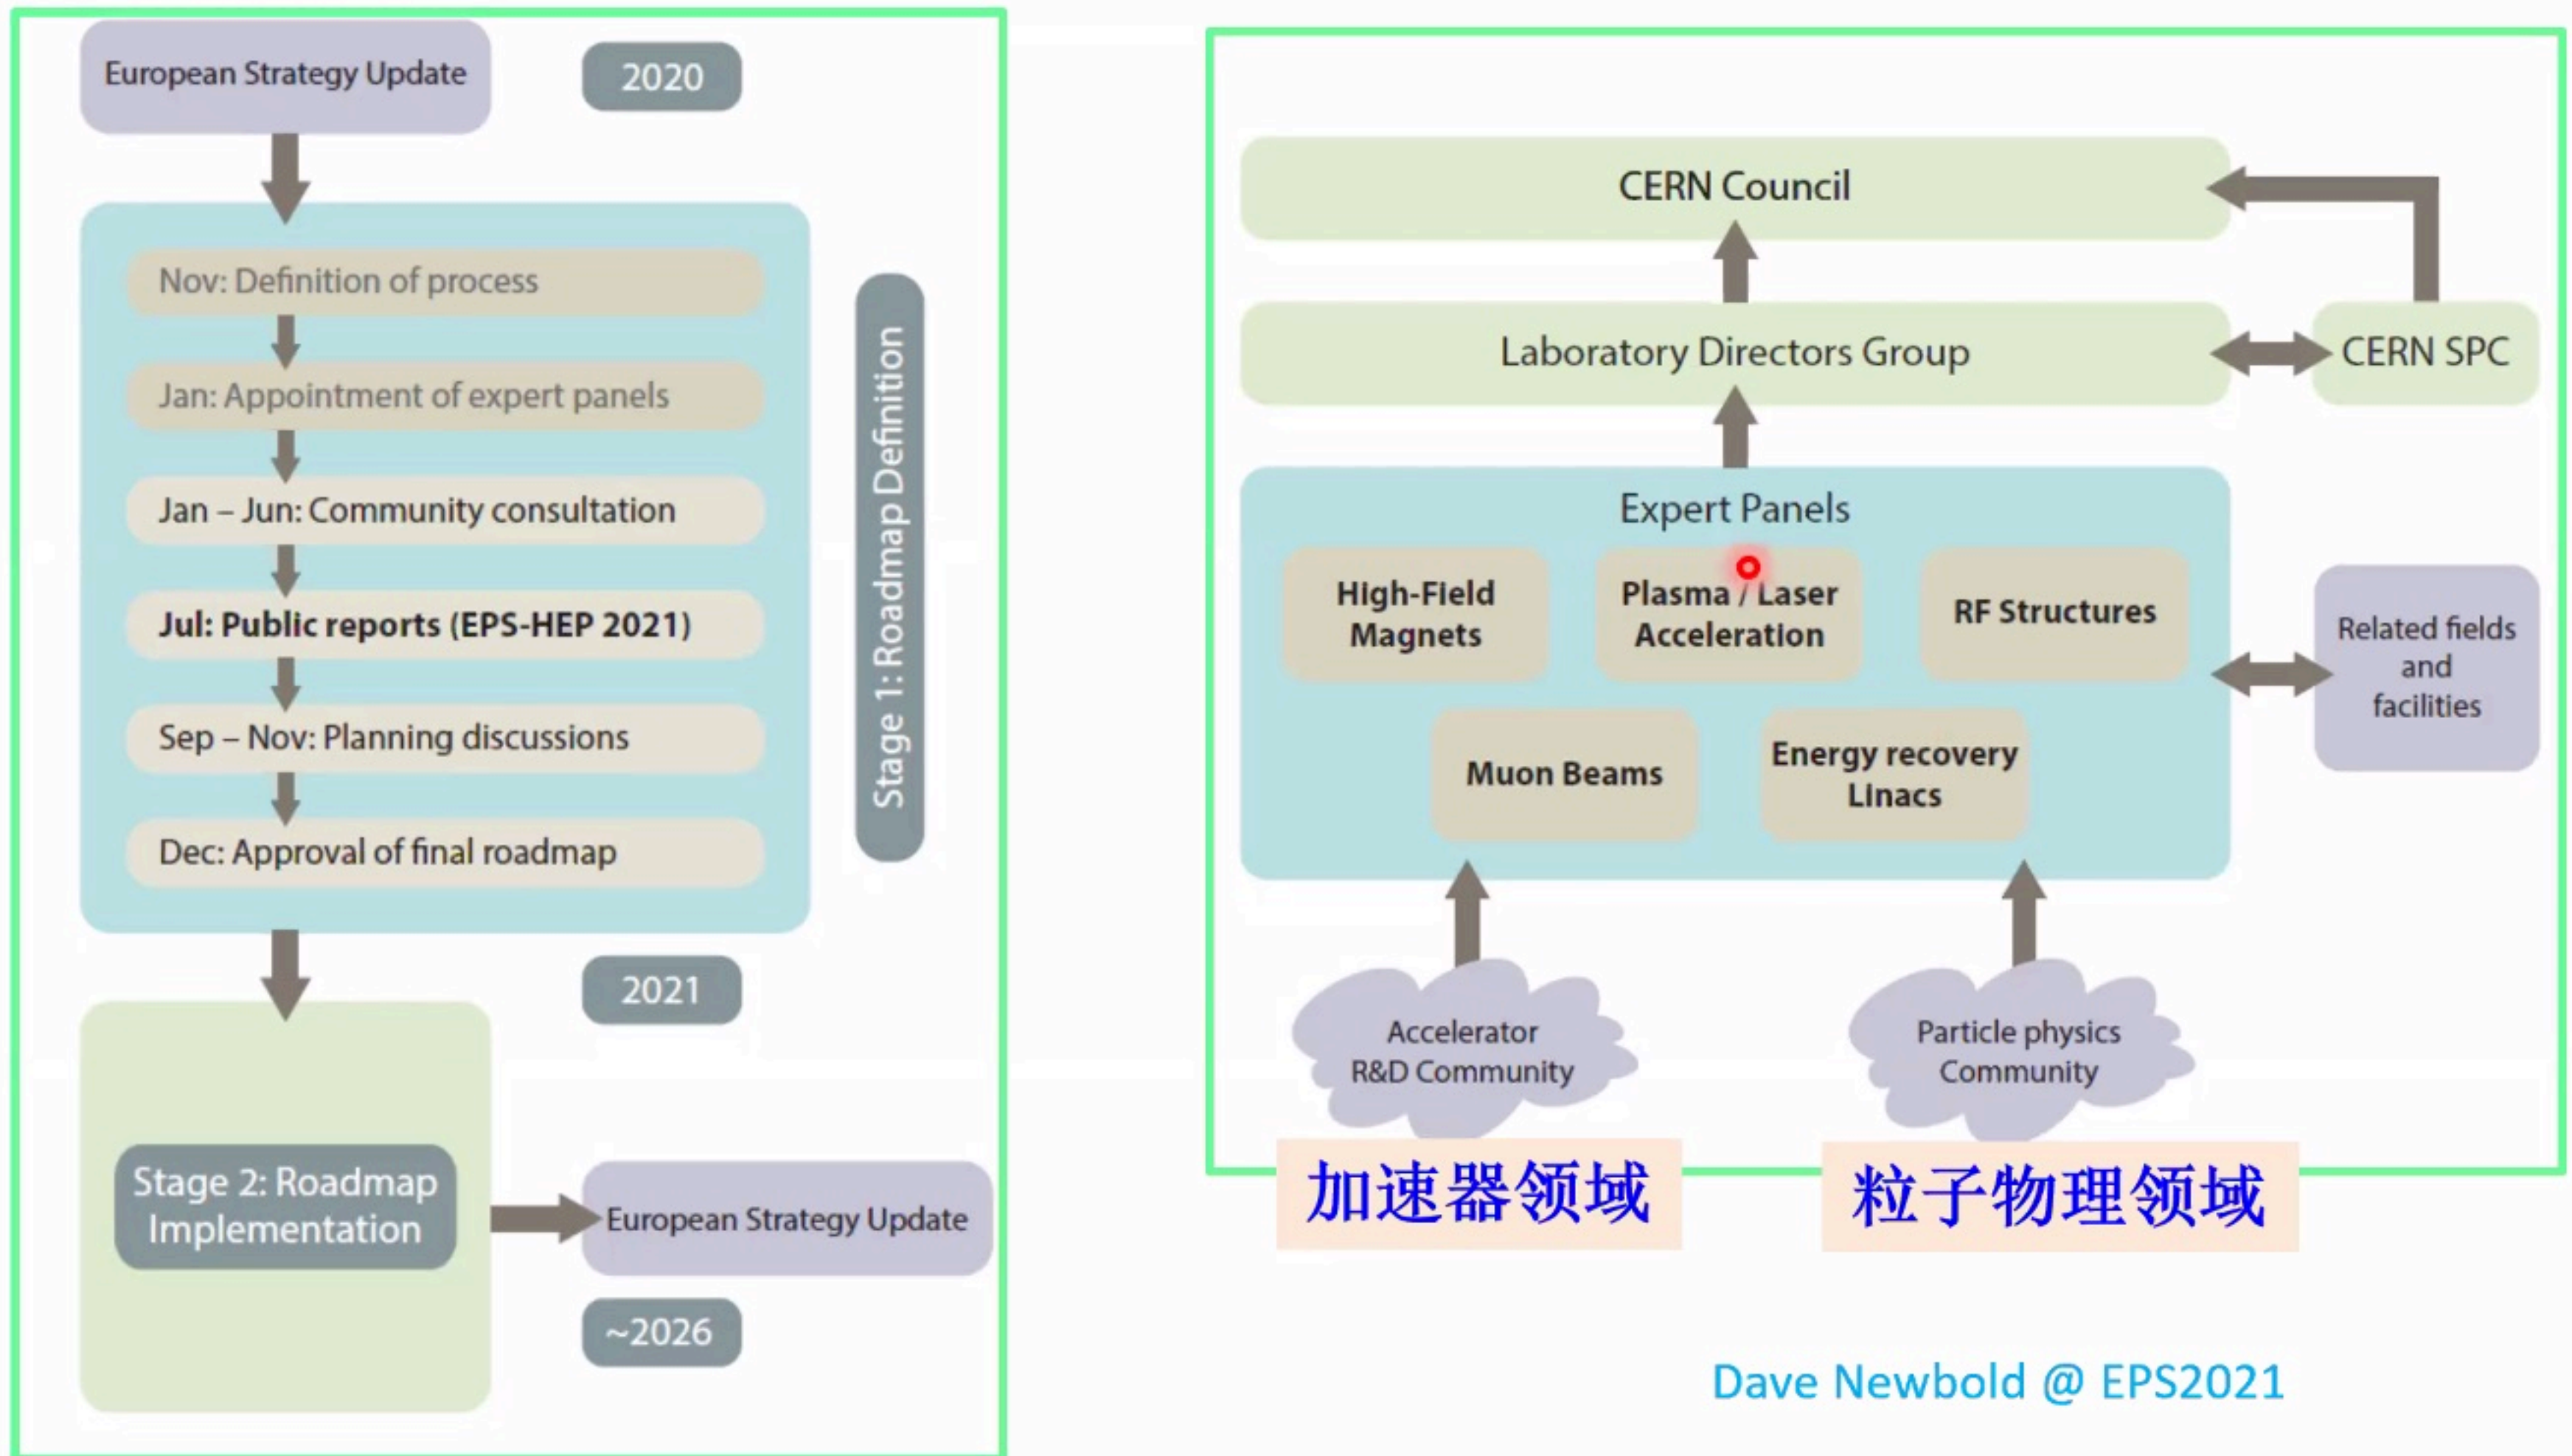 European Strategy Update
2020
Nov: Definition of process
Jan: Appointment of expert panels
Jan – Jun: Community consultation
Jul: Public reports (EPS-HEP 2021)
Sep – Nov: Planning discussions
Dec: Approval of final roadmap
Stage 1: Roadmap Definition
2021
Stage 2: Roadmap
Implementation
European Strategy Update
~2026
CERN Council
Laboratory Directors Group
CERN SPC
Expert Panels
High-Field
Magnets
Plasma / Laser
Acceleration
RF Structures
Muon Beams
Energy recovery
Linacs
Related fields
and
facilities
Accelerator
R&D Community
Particle physics
Community
加速器领域
粒子物理领域
Dave Newbold @ EPS2021